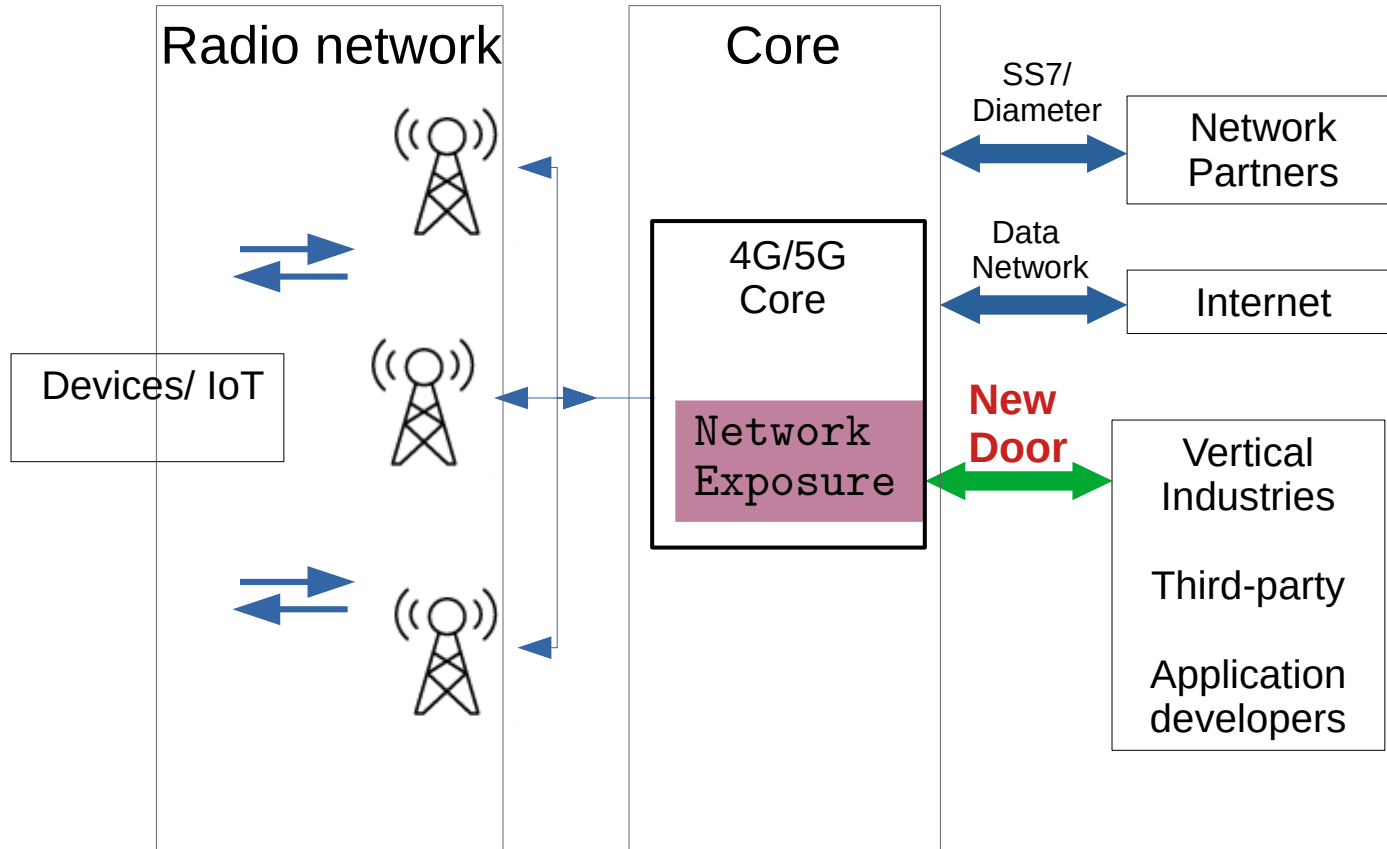 Radio network
Core
SS7/
Diameter
Network
Partners
Data
Network
Internet
4G/5G
Core
Devices/ IoT
Network
Exposure
New
Door
Vertical
Industries
Third-party
Application
developers